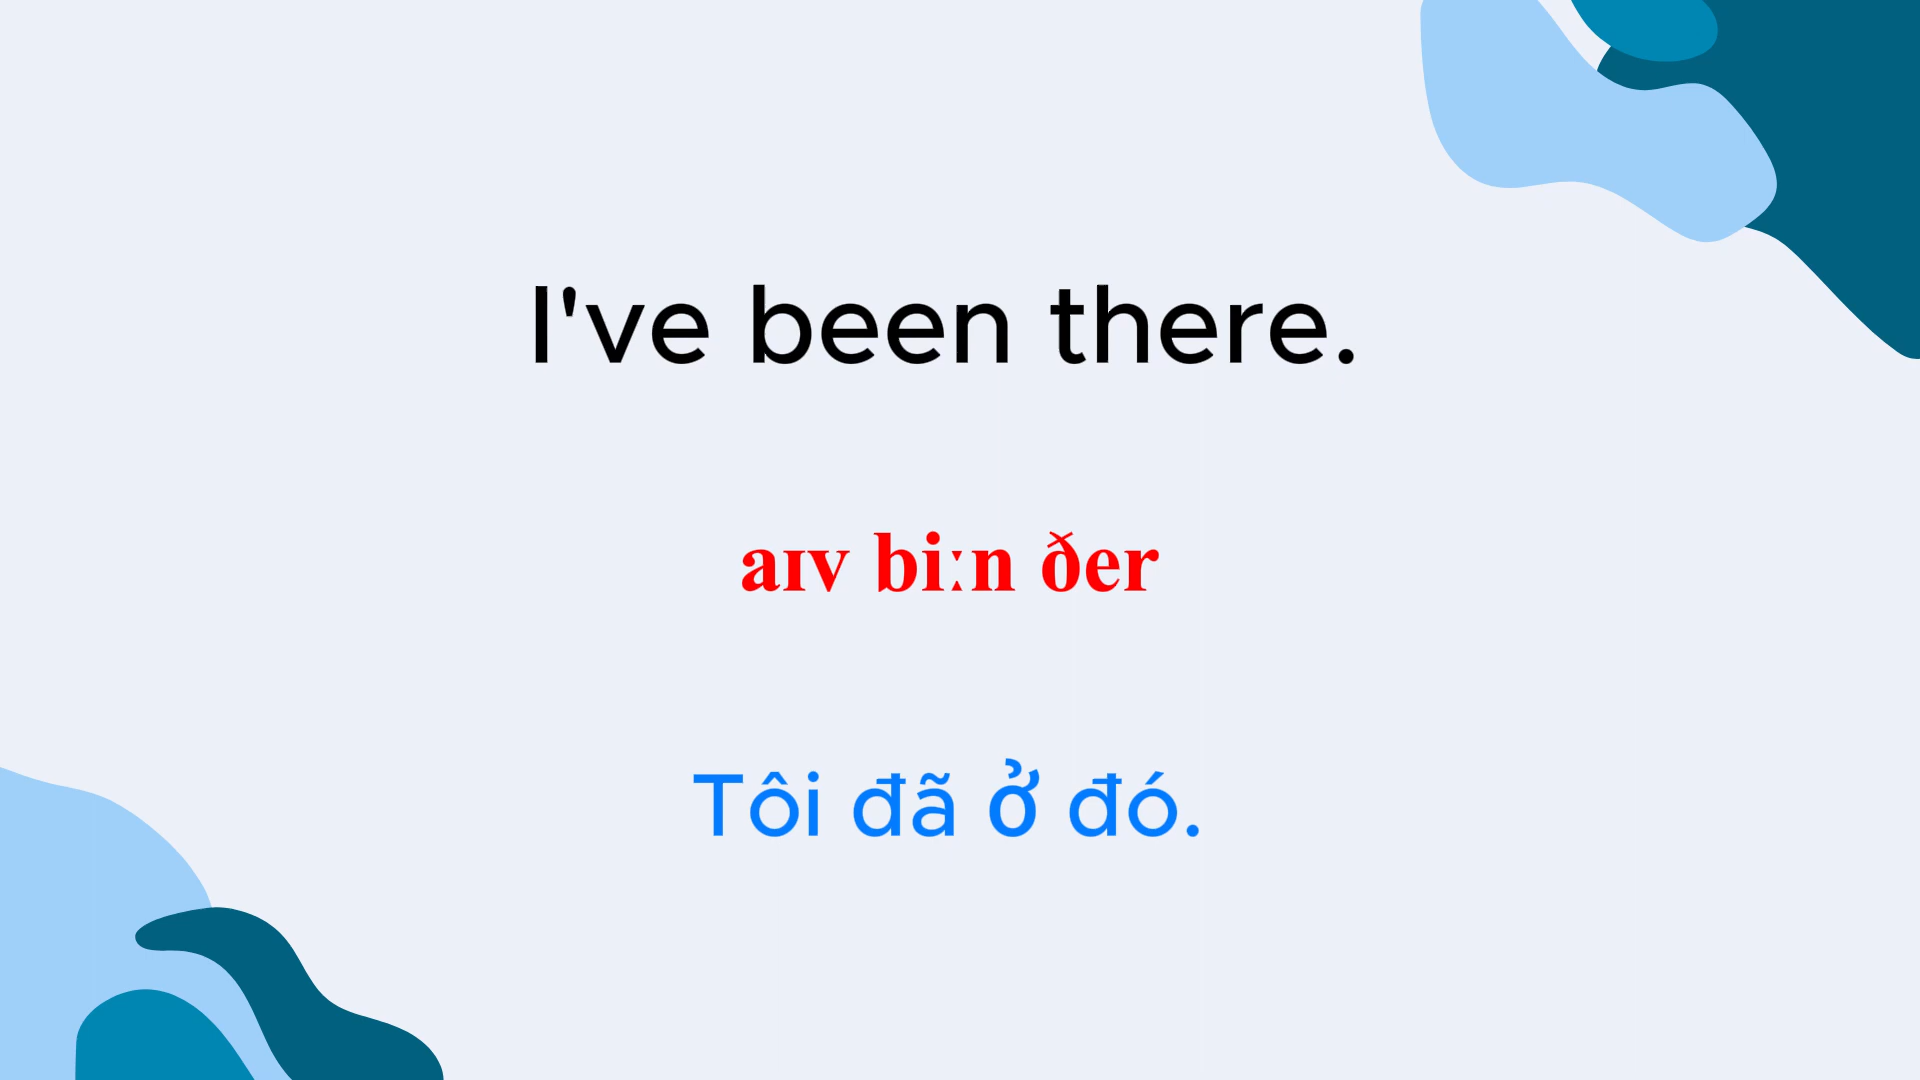 I've been there.
aɪv biːn ðer
Tôi đã ở đó.